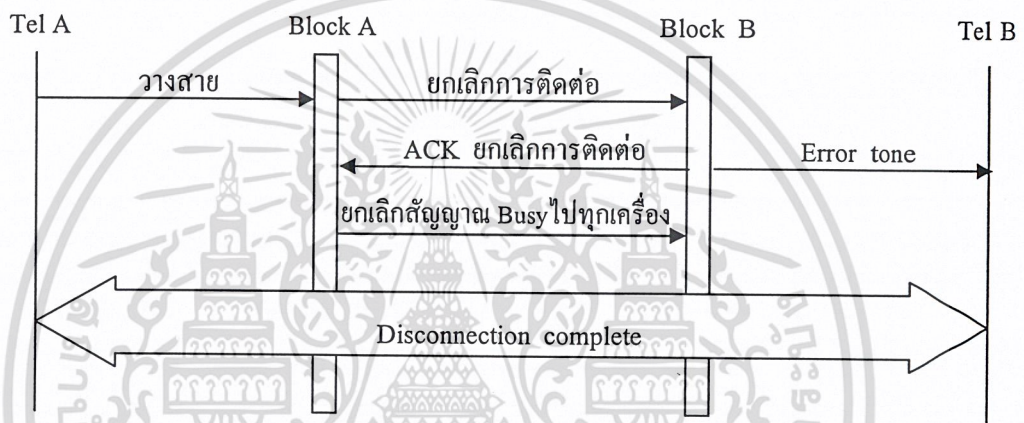 Tel A Block A Block B Tel B
วางสาย ยกเลิกการติดต่อ
ACK ยกเลิกการติดต่อ Error tone
ยกเลิกสัญญาณ Busy ไปทุกเครื่อง
Disconnection complete